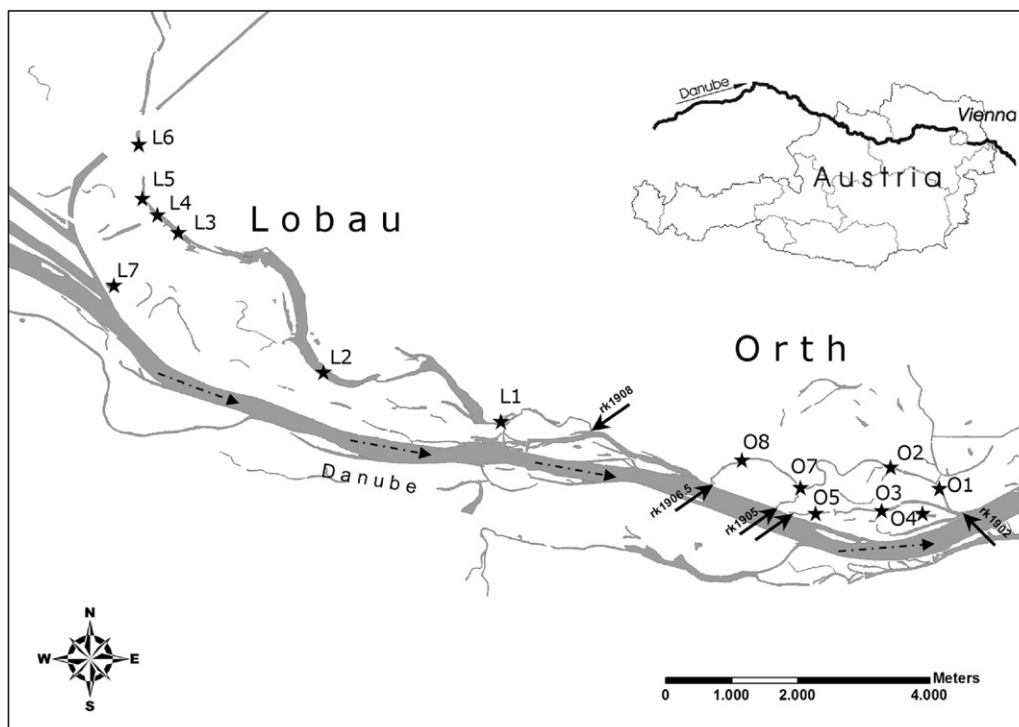 Danube
Vienna
Austria
L6
L5
L4
L3
Lobau
L7
L2
Orth
L1
rk1908
O8
O7
O2
O1
O5
O3
O4
rk1906,5
rk1905
rk1902
Danube
N
W E
S
Meters
0 1.000 2.000 4.000